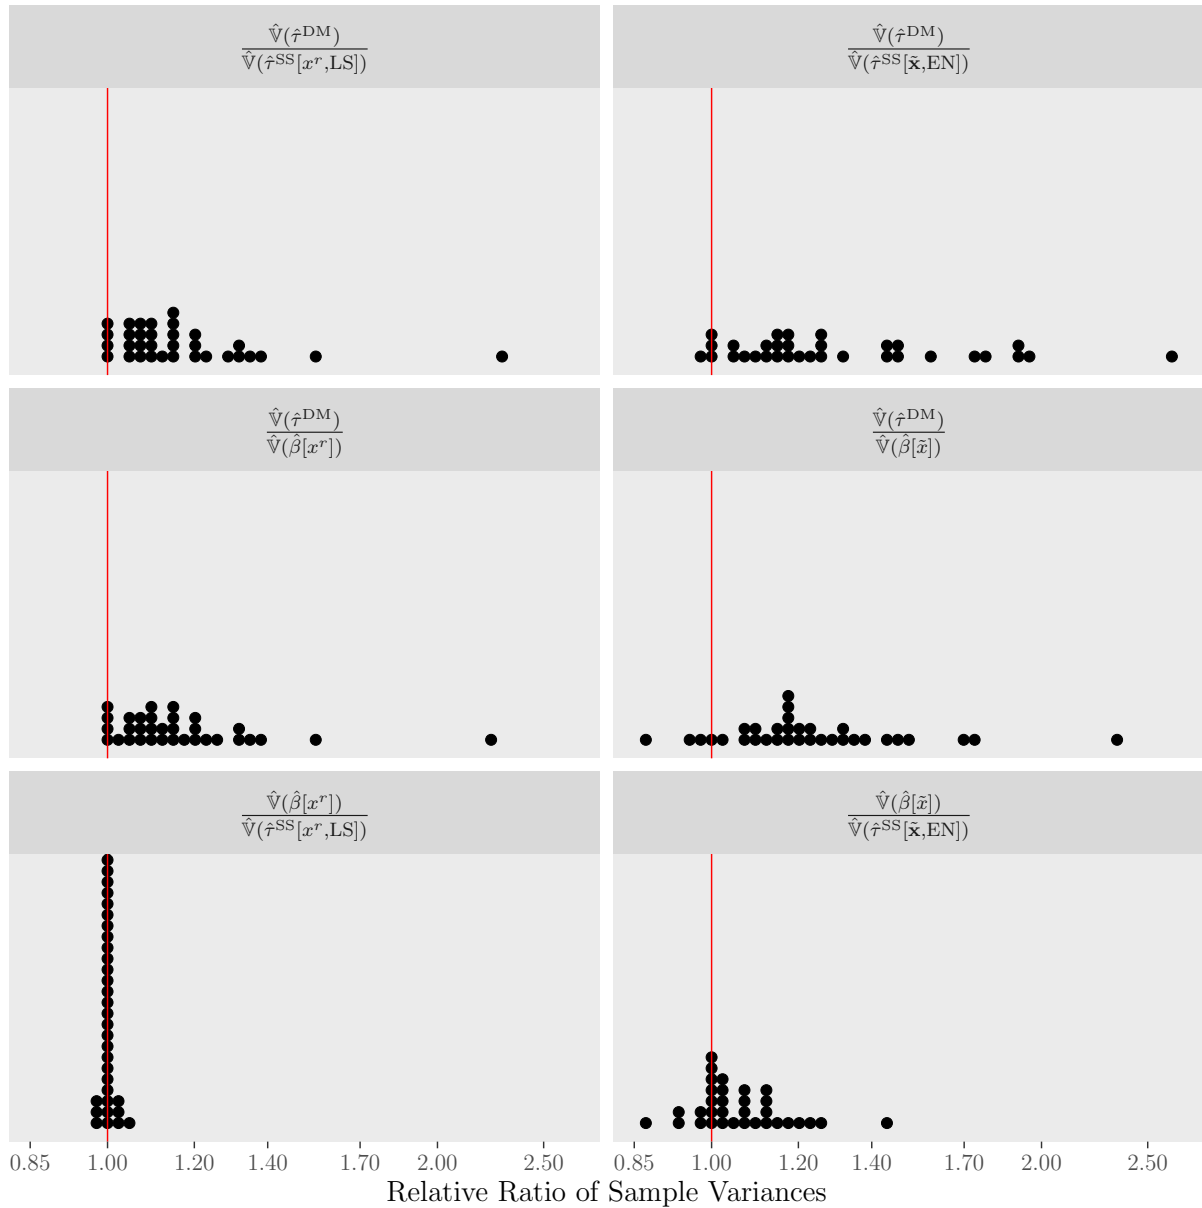 V̂(τ̂^DM) V̂(τ̂^DM)
V̂(τ̂^SS[x^r,LS]) V̂(τ̂^SS[x̃,EN])
V̂(τ̂^DM) V̂(τ̂^DM)
V̂(β̂[x^r]) V̂(β̂[x̃])
V̂(β̂[x^r]) V̂(β̂[x̃])
V̂(τ̂^SS[x^r,LS]) V̂(τ̂^SS[x̃,EN])
0.85 1.00 1.20 1.40 1.70 2.00 2.50 0.85 1.00 1.20 1.40 1.70 2.00 2.50
Relative Ratio of Sample Variances